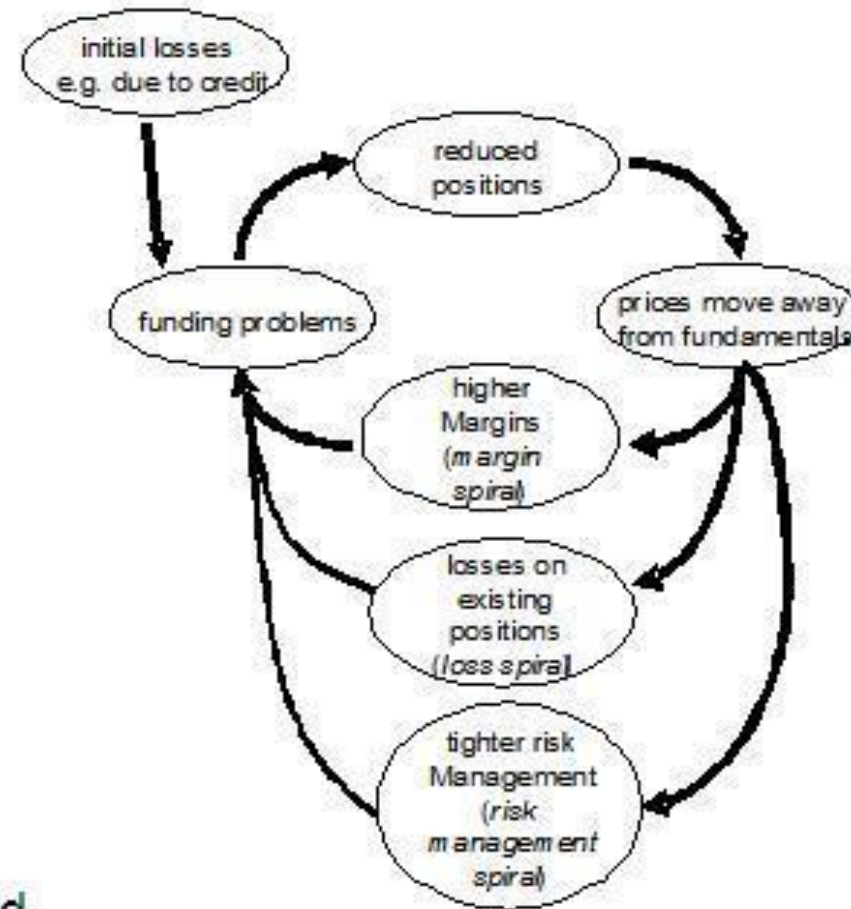 initial losses
e.g. due to credit
reduced
positions
funding problems
prices move away
from fundamentals
higher
Margins
(margin
spiral)
losses on
existing
positions
(loss spiral
tighter risk
Management
(risk
management
spiral)
d